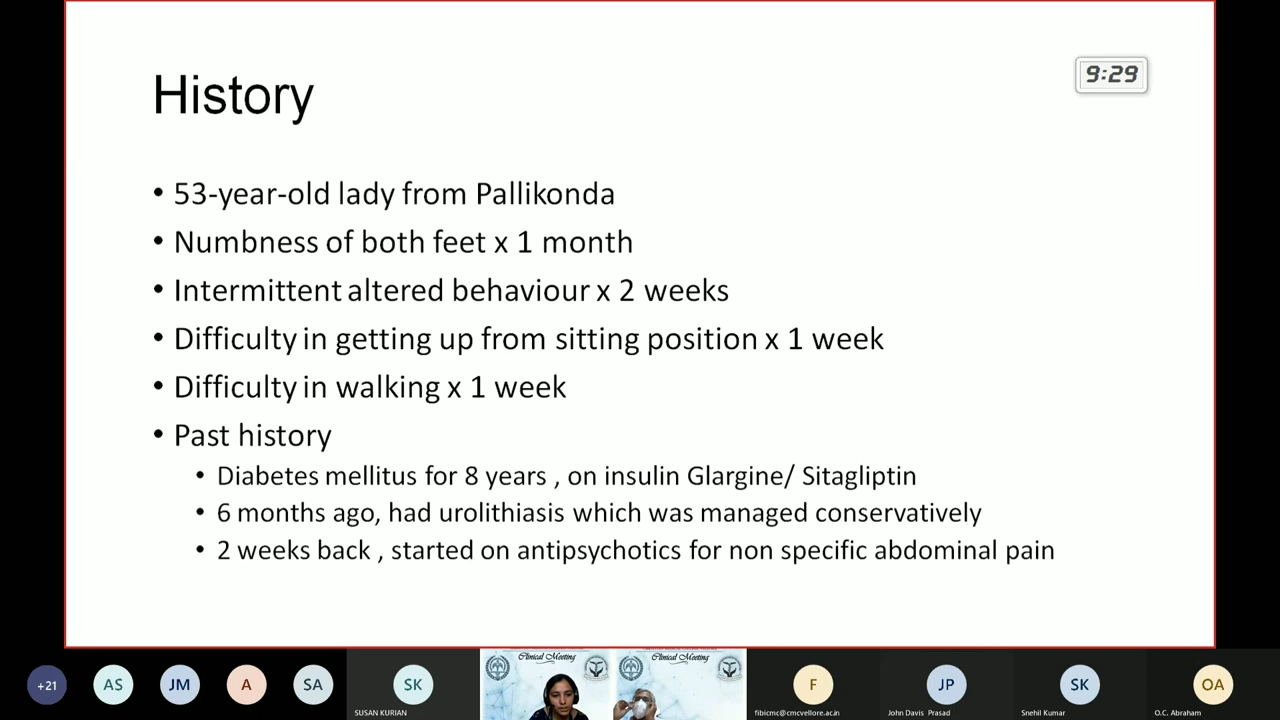 History
9:29
• 53-year-old lady from Pallikonda
• Numbness of both feet x 1 month
• Intermittent altered behaviour x 2 weeks
• Difficulty in getting up from sitting position x 1 week
• Difficulty in walking x 1 week
• Past history
• Diabetes mellitus for 8 years , on insulin Glargine/ Sitagliptin
• 6 months ago, had urolithiasis which was managed conservatively
• 2 weeks back , started on antipsychotics for non specific abdominal pain
+21
AS
JM
A
SA
SK
SUSAN KURIAN
Clinical Meeting
Clinical Meeting
F
fibicmc@cmcvellore.ac.in
JP
John Davis Prasad
SK
Snehil Kumar
OA
O.C. Abraham